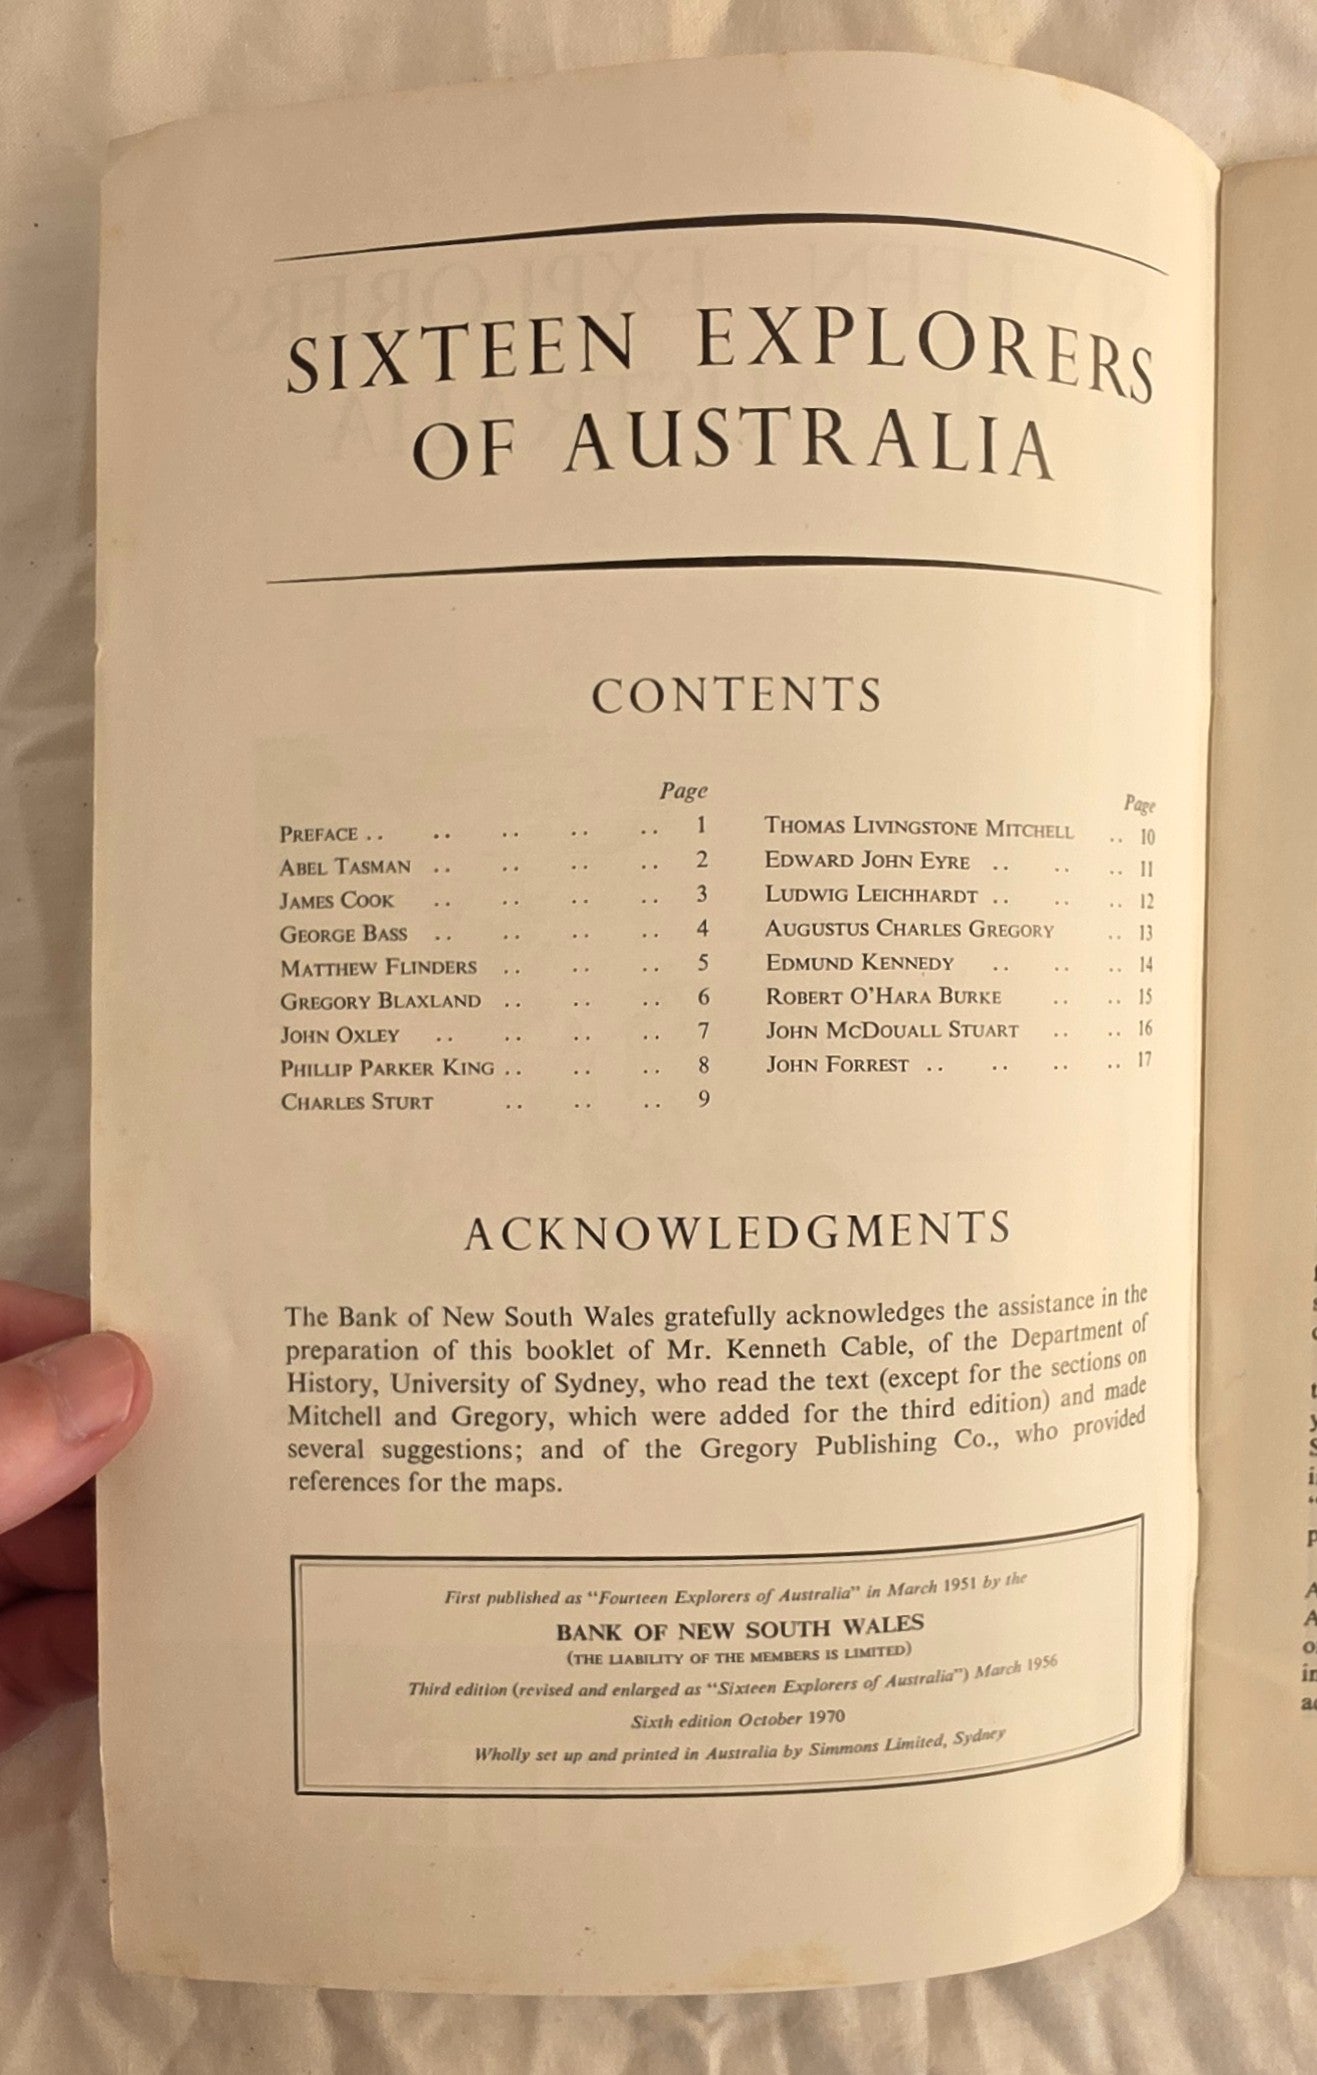 SIXTEEN EXPLORERS
OF AUSTRALIA
CONTENTS
Page
PREFACE .. .. .. .. .. 1
ABEL TASMAN .. .. .. .. 2
JAMES COOK .. .. .. .. 3
GEORGE BASS .. .. .. .. 4
MATTHEW FLINDERS .. .. .. 5
GREGORY BLAXLAND .. .. .. 6
JOHN OXLEY .. .. .. .. 7
PHILLIP PARKER KING .. .. .. 8
CHARLES STURT .. .. .. 9
Page
THOMAS LIVINGSTONE MITCHELL .. 10
EDWARD JOHN EYRE .. .. .. 11
LUDWIG LEICHHARDT .. .. .. 12
AUGUSTUS CHARLES GREGORY .. 13
EDMUND KENNEDY .. .. .. 14
ROBERT O'HARA BURKE .. .. 15
JOHN MCDOUALL STUART .. .. 16
JOHN FORREST .. .. .. .. 17
ACKNOWLEDGMENTS
The Bank of New South Wales gratefully acknowledges the assistance in the
preparation of this booklet of Mr. Kenneth Cable, of the Department of
History, University of Sydney, who read the text (except for the sections on
Mitchell and Gregory, which were added for the third edition) and made
several suggestions; and of the Gregory Publishing Co., who provided
references for the maps.
First published as "Fourteen Explorers of Australia" in March 1951 by the
BANK OF NEW SOUTH WALES
(THE LIABILITY OF THE MEMBERS IS LIMITED)
Third edition (revised and enlarged as "Sixteen Explorers of Australia") March 1956
Sixth edition October 1970
Wholly set up and printed in Australia by Simmons Limited, Sydney